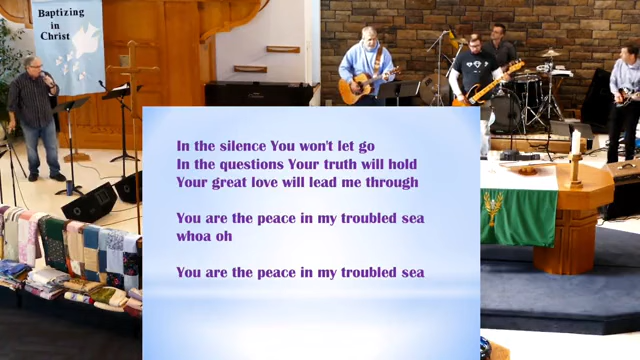 Baptizing
in
Christ
In the silence You won't let go
In the questions Your truth will hold
Your great love will lead me through
You are the peace in my troubled sea
whoa oh
You are the peace in my troubled sea